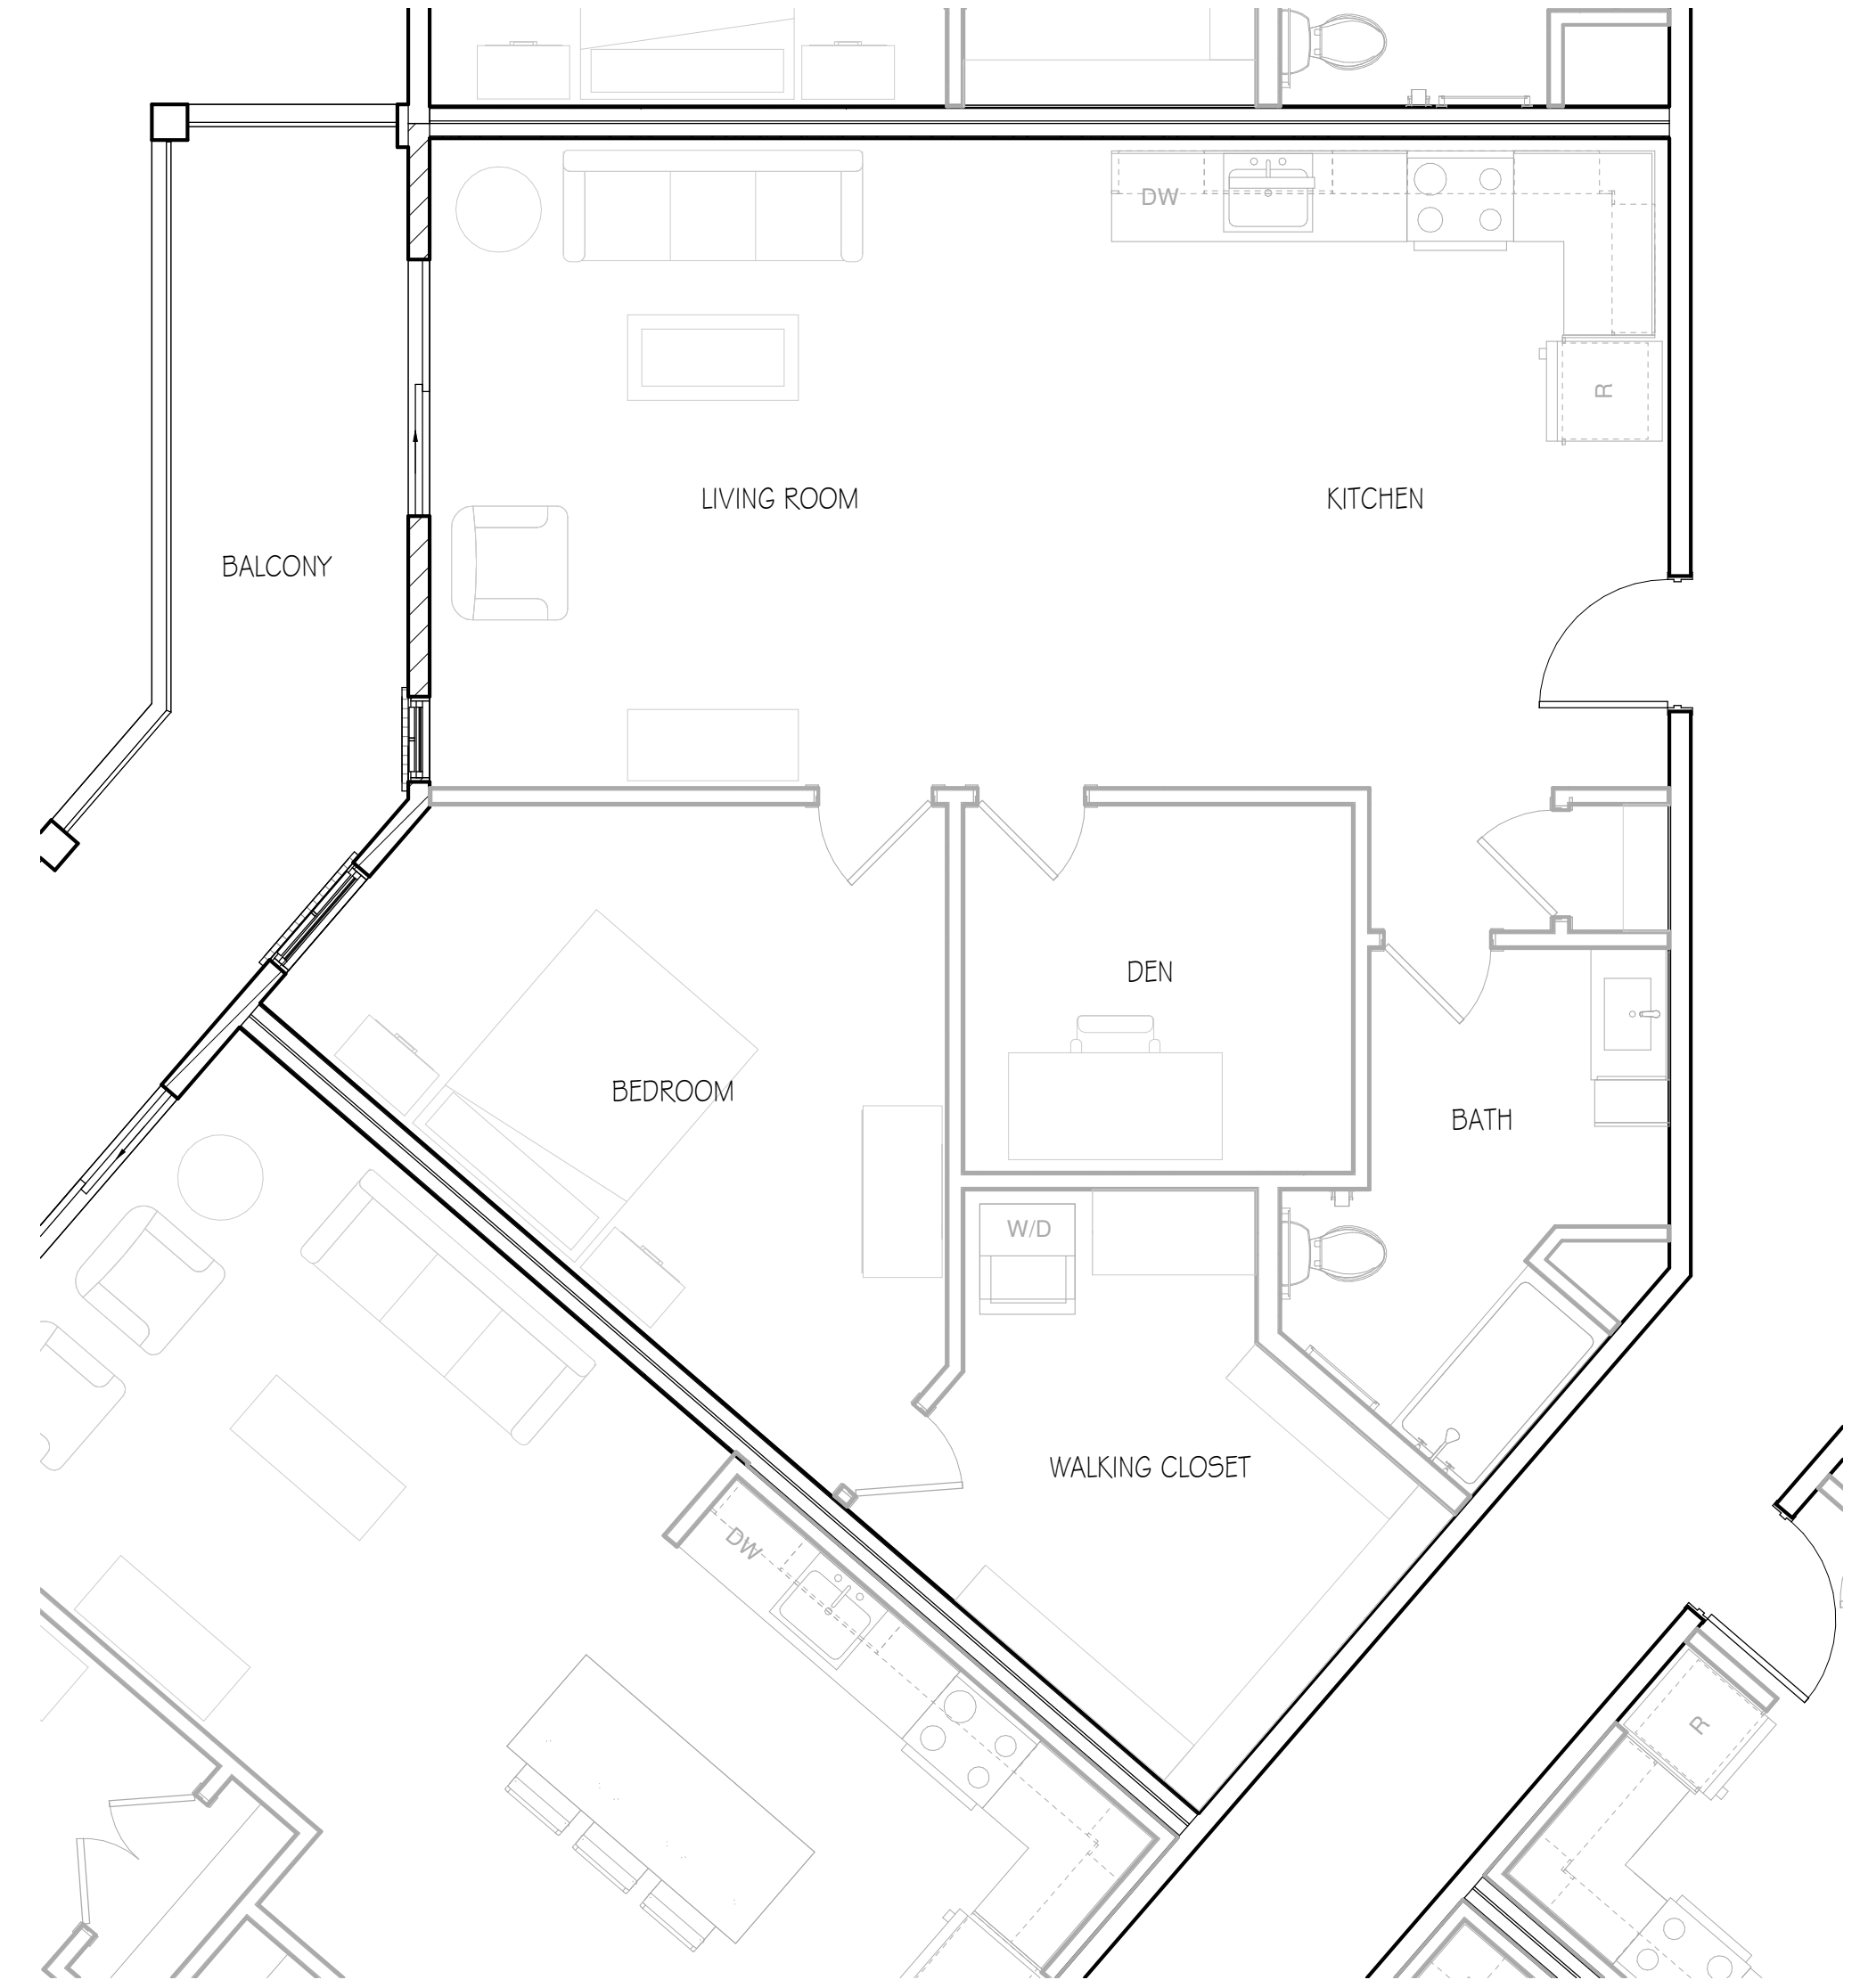 DW
R
LIVING ROOM
KITCHEN
BALCONY
DEN
BEDROOM
BATH
W/D
WALKING CLOSET
DW
R